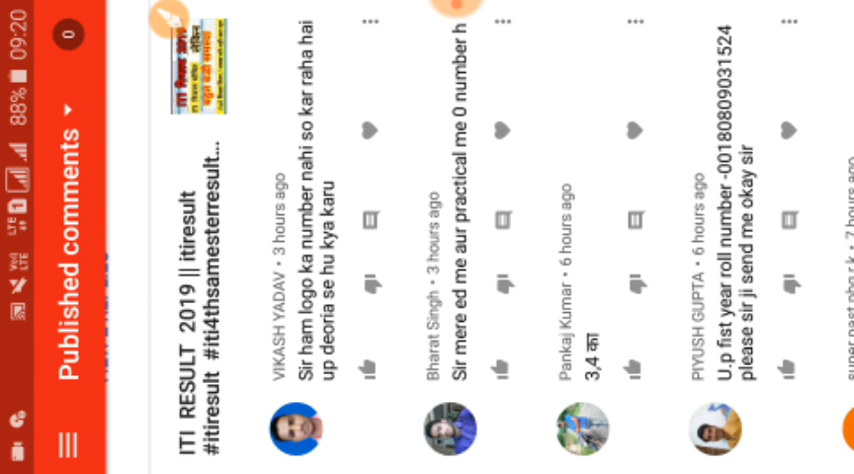 88% 09:20
Published comments
0
ITI RESULT 2019 || itiresult
#itiresult #iti4thsamesterresult...
VIKASH YADAV • 3 hours ago
Sir ham logo ka number nahi so kar raha hai
up deoria se hu kya karu
Bharat Singh • 3 hours ago
Sir mere ed me aur practical me 0 number h
Pankaj Kumar • 6 hours ago
3,4 का
PIYUSH GUPTA • 6 hours ago
U.p fist year roll number -00180809031524
please sir ji send me okay sir